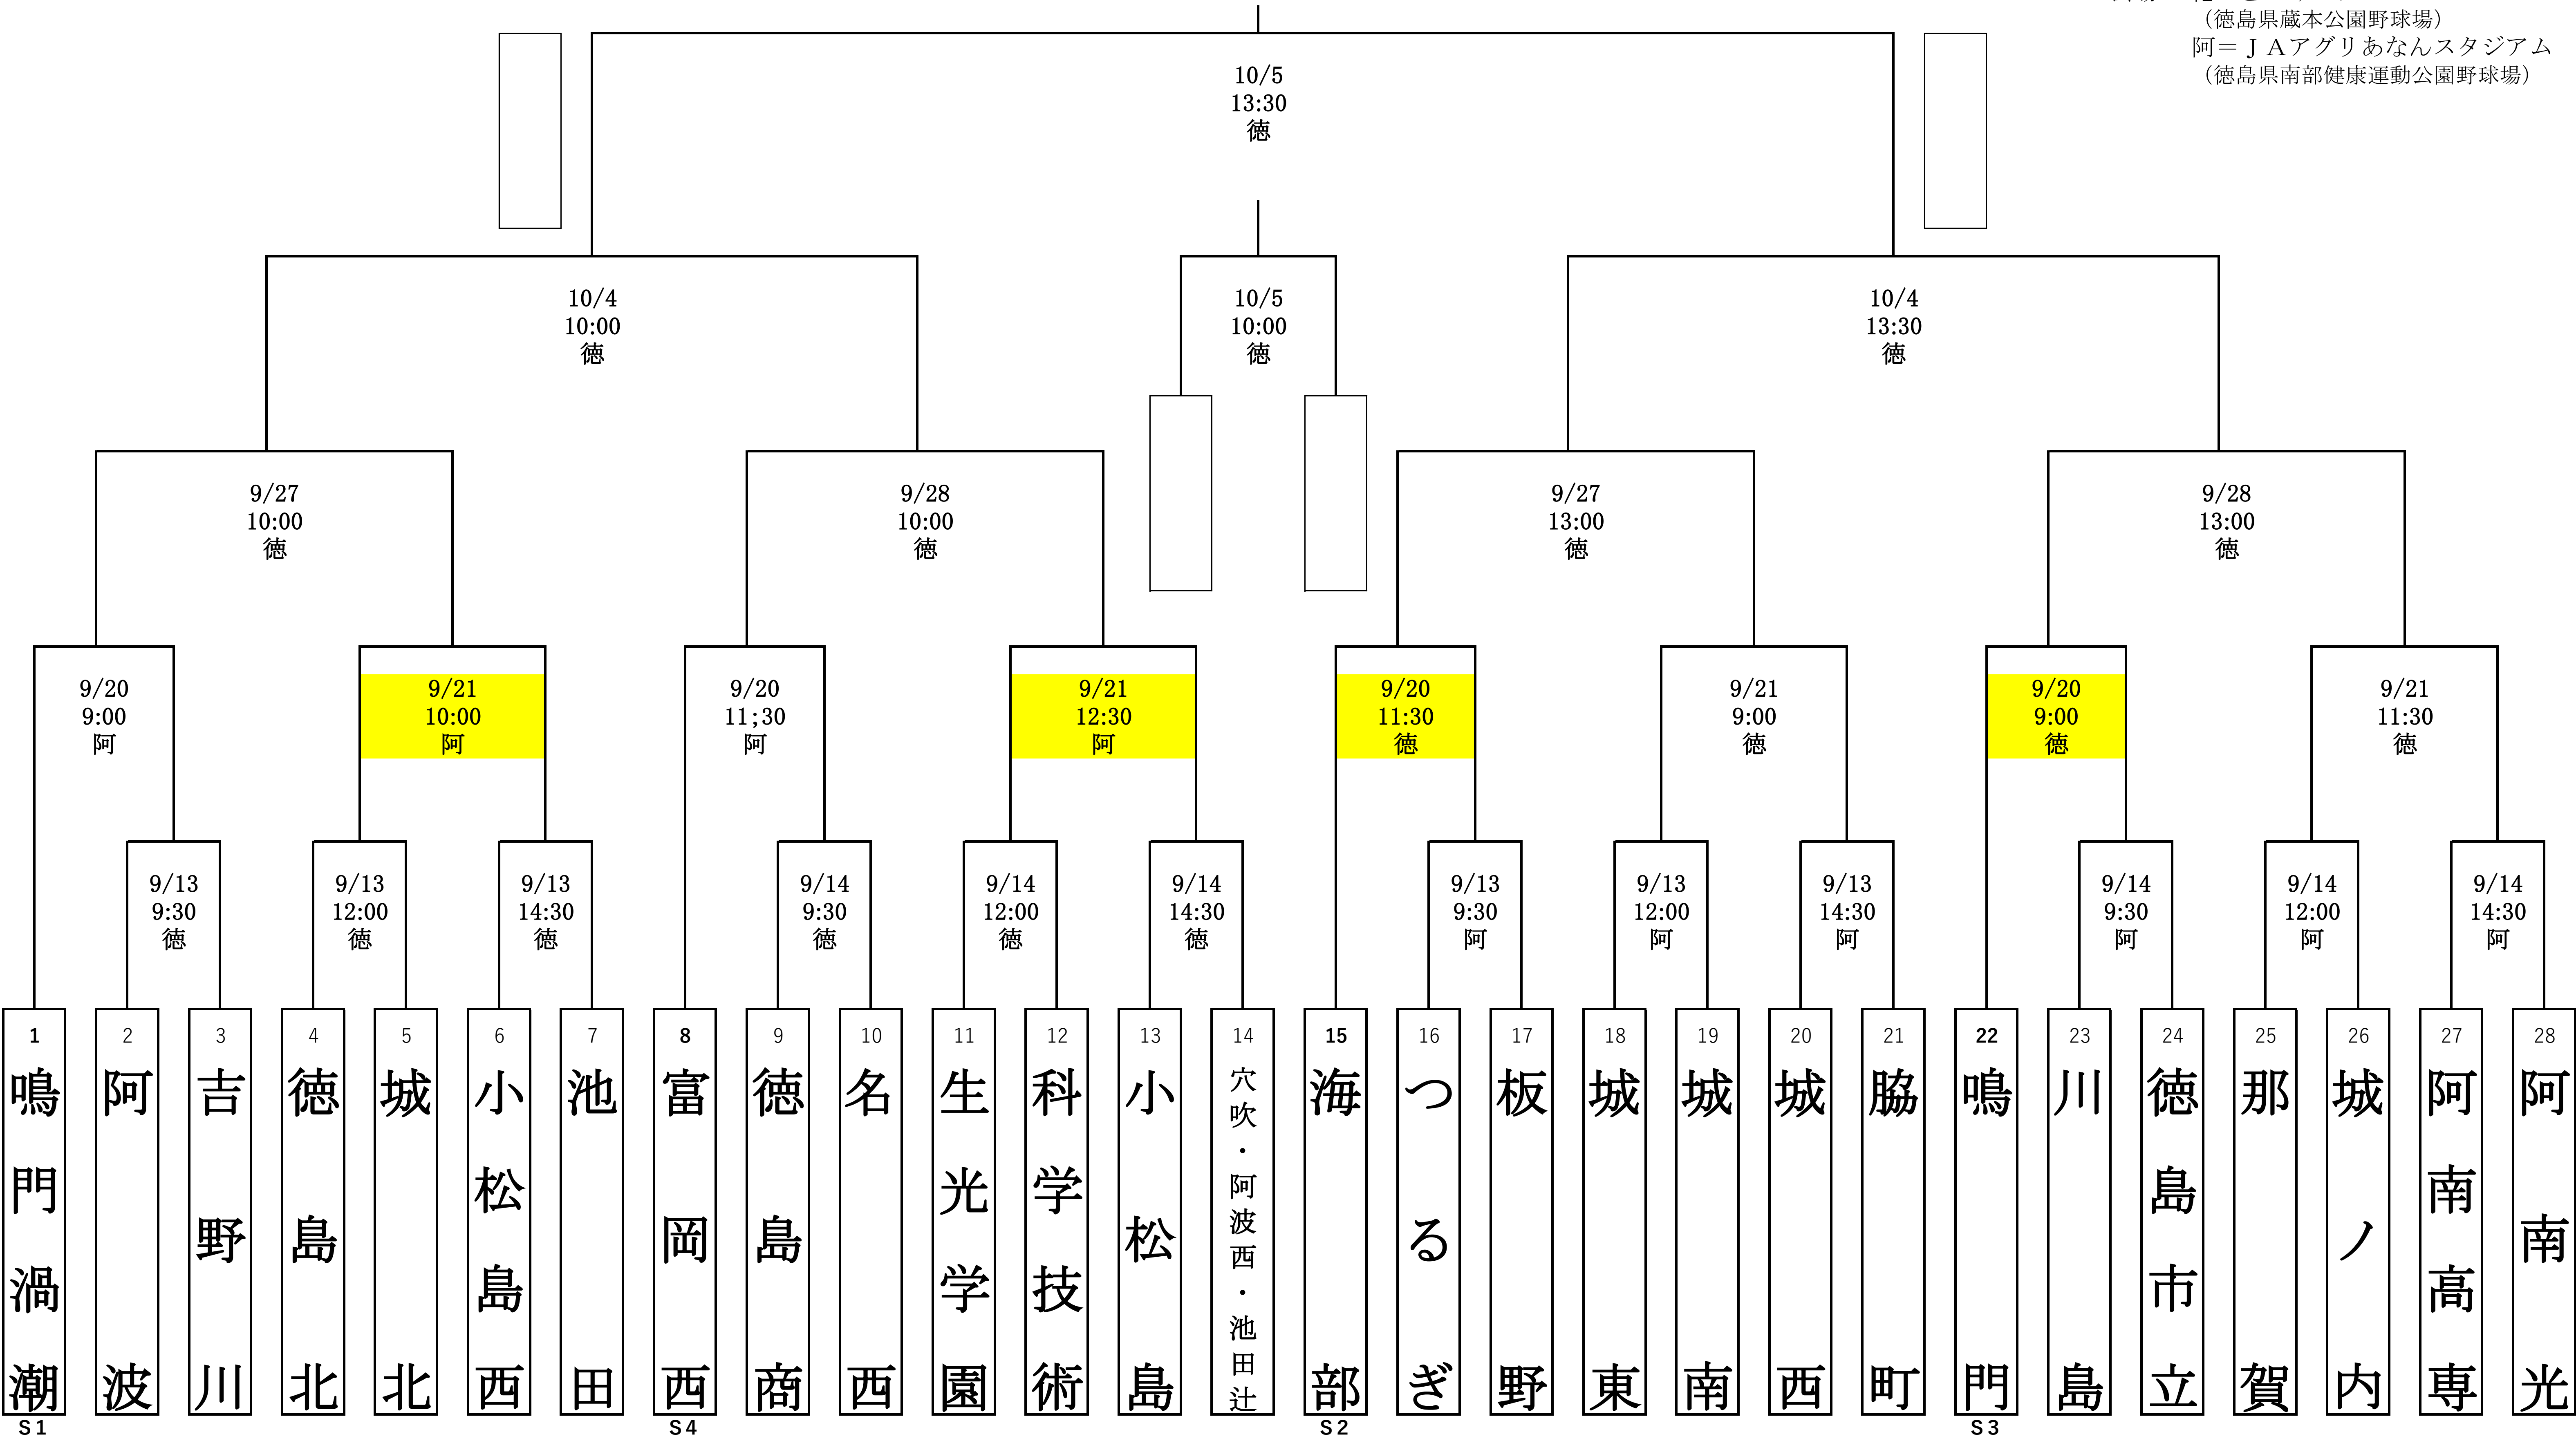 （徳島県蔵本公園野球場）
阿＝ＪＡアグリあなんスタジアム
（徳島県南部健康運動公園野球場）
10/5
13:30
徳
10/4
10:00
徳
10/5
10:00
徳
10/4
13:30
徳
9/27
10:00
徳
9/28
10:00
徳
9/27
13:00
徳
9/28
13:00
徳
9/20
9:00
阿
9/21
10:00
阿
9/20
11;30
阿
9/21
12:30
阿
9/20
11:30
徳
9/21
9:00
徳
9/20
9:00
徳
9/21
11:30
徳
9/13
9:30
徳
9/13
12:00
徳
9/13
14:30
徳
9/14
9:30
徳
9/14
12:00
徳
9/14
14:30
徳
9/13
9:30
阿
9/13
12:00
阿
9/13
14:30
阿
9/14
9:30
阿
9/14
12:00
阿
9/14
14:30
阿
1
鳴門渦潮
S1
2
阿波
3
吉野川
4
徳島北
5
城北
6
小松島西
7
池田
8
富岡西
S4
9
徳島商
10
名西
11
生光学園
12
科学技術
13
小松島
14
穴吹・阿波西・池田辻
15
海部
S2
16
つるぎ
17
板野
18
城東
19
城南
20
城西
21
脇町
22
鳴門
S3
23
川島
24
徳島市立
25
那賀
26
城ノ内
27
阿南高専
28
阿南光